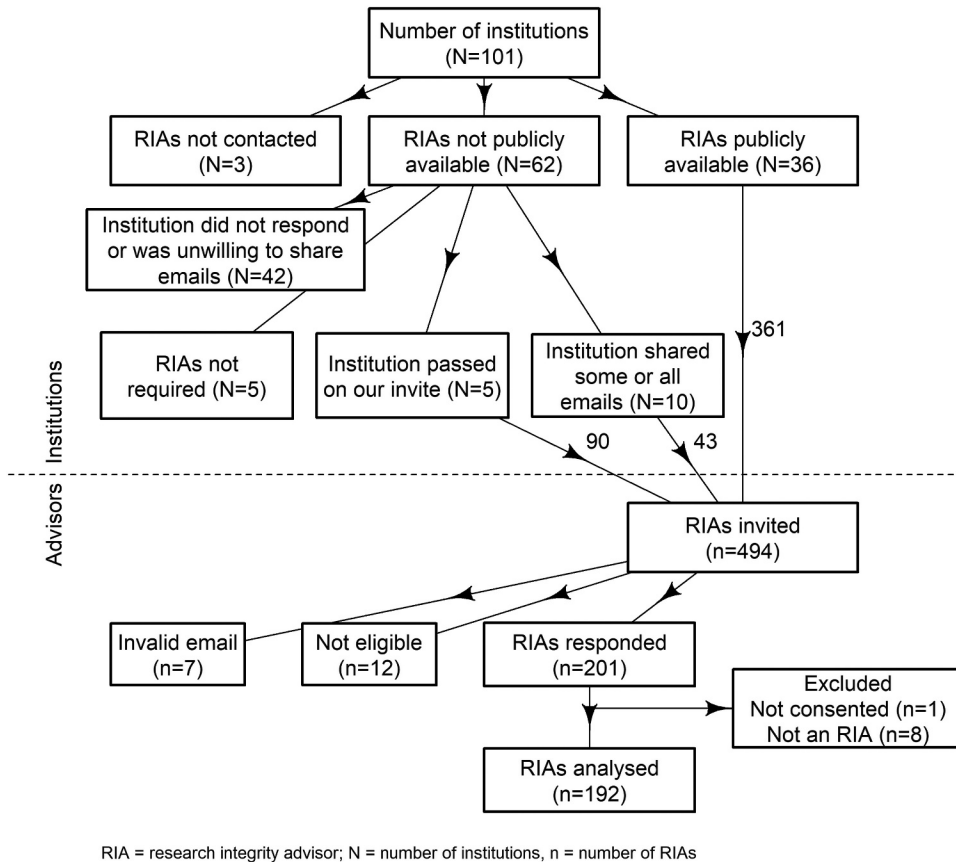 Number of institutions
(N=101)
RIAs not contacted
(N=3)
RIAs not publicly
available (N=62)
RIAs publicly
available (N=36)
Institution did not respond
or was unwilling to share
emails (N=42)
RIAs not
required (N=5)
Institution passed
on our invite (N=5)
Institution shared
some or all
emails (N=10)
361
90
43
Institutions
Advisors
RIAs invited
(n=494)
Invalid email
(n=7)
Not eligible
(n=12)
RIAs responded
(n=201)
Excluded
Not consented (n=1)
Not an RIA (n=8)
RIAs analysed
(n=192)
RIA = research integrity advisor; N = number of institutions, n = number of RIAs